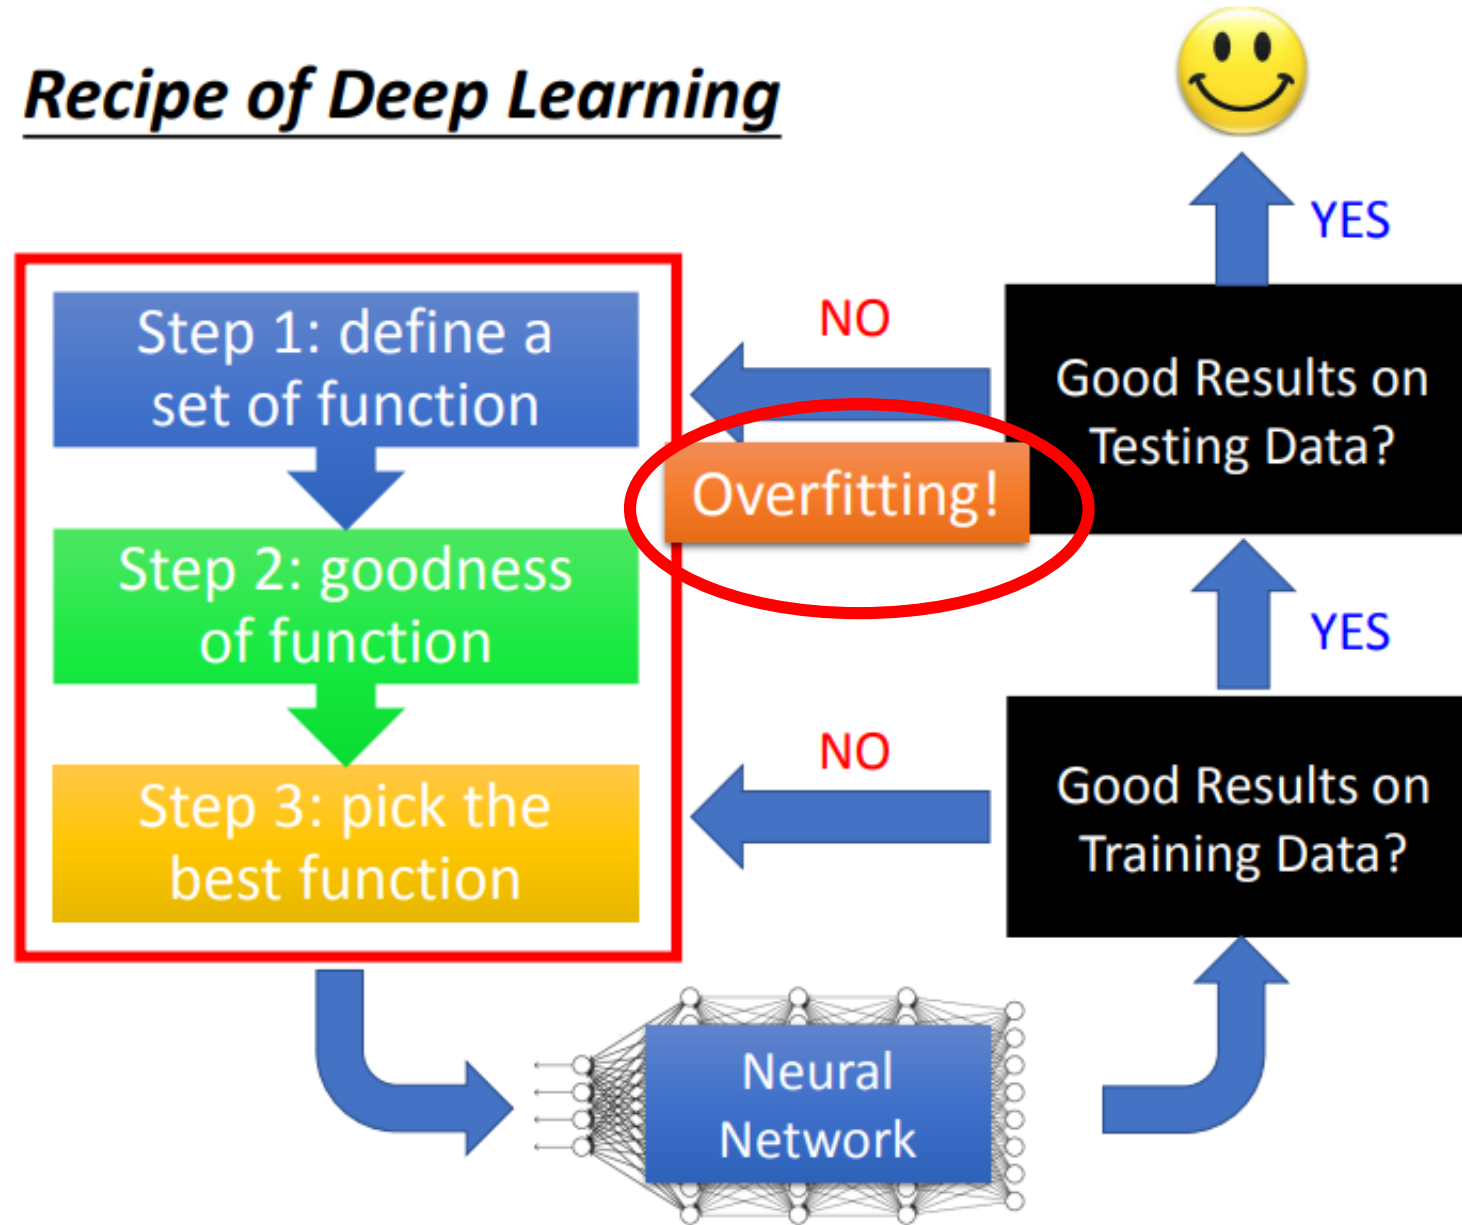 Recipe of Deep Learning
YES
Step 1: define a
set of function
NO
Good Results on
Testing Data?
Overfitting!
Step 2: goodness
of function
YES
Step 3: pick the
best function
NO
Good Results on
Training Data?
Neural
Network